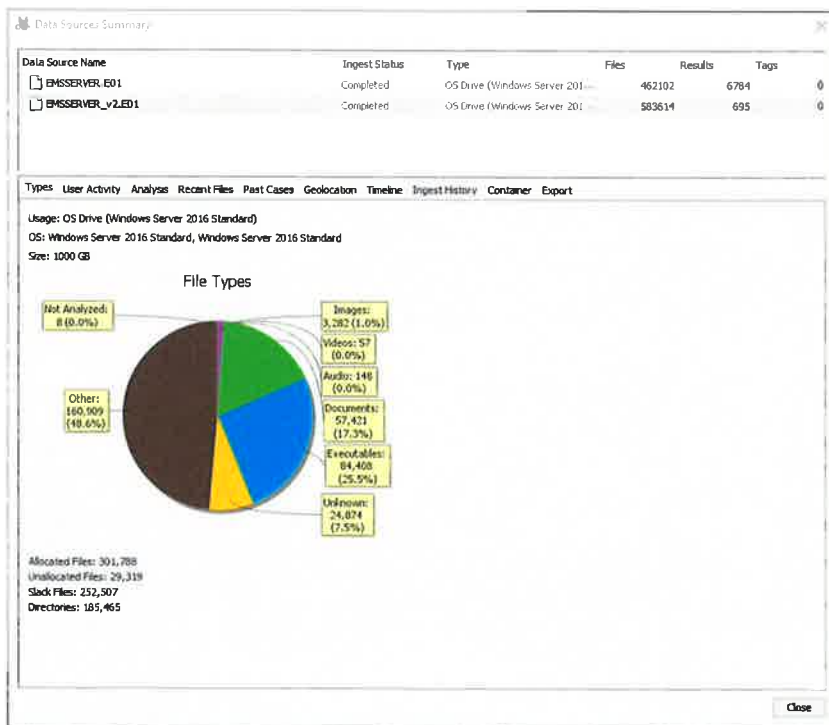 Data Sources Summary
Data Source Name Ingest Status Type Files Results Tags
EMSSERVER.E01 Completed OS Drive (Windows Server 201... 462102 6784 0
EMSSERVER_v2.E01 Completed OS Drive (Windows Server 201 583614 695 0
Types User Activity Analysis Recent Files Past Cases Geolocation Timeline Ingest History Container Export
Usage: OS Drive (Windows Server 2016 Standard)
OS: Windows Server 2016 Standard, Windows Server 2016 Standard
Size: 1000 GB
File Types
Not Analyzed:
8 (0.0%)
Images:
3,282 (1.0%)
Videos: 57
(0.0%)
Audio: 148
(0.0%)
Other:
160,909
(48.6%)
Documents:
57,421
(17.3%)
Executables:
84,408
(25.5%)
Unknown:
24,874
(7.5%)
Allocated Files: 301,788
Unallocated Files: 29,319
Slack Files: 252,507
Directories: 185,465
Close